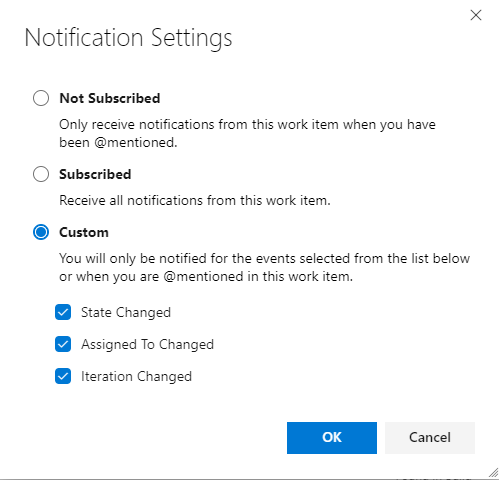 Notification Settings
Not Subscribed
Only receive notifications from this work item when you have
been @mentioned.
Subscribed
Receive all notifications from this work item.
Custom
You will only be notified for the events selected from the list below
or when you are @mentioned in this work item.
State Changed
Assigned To Changed
Iteration Changed
OK Cancel